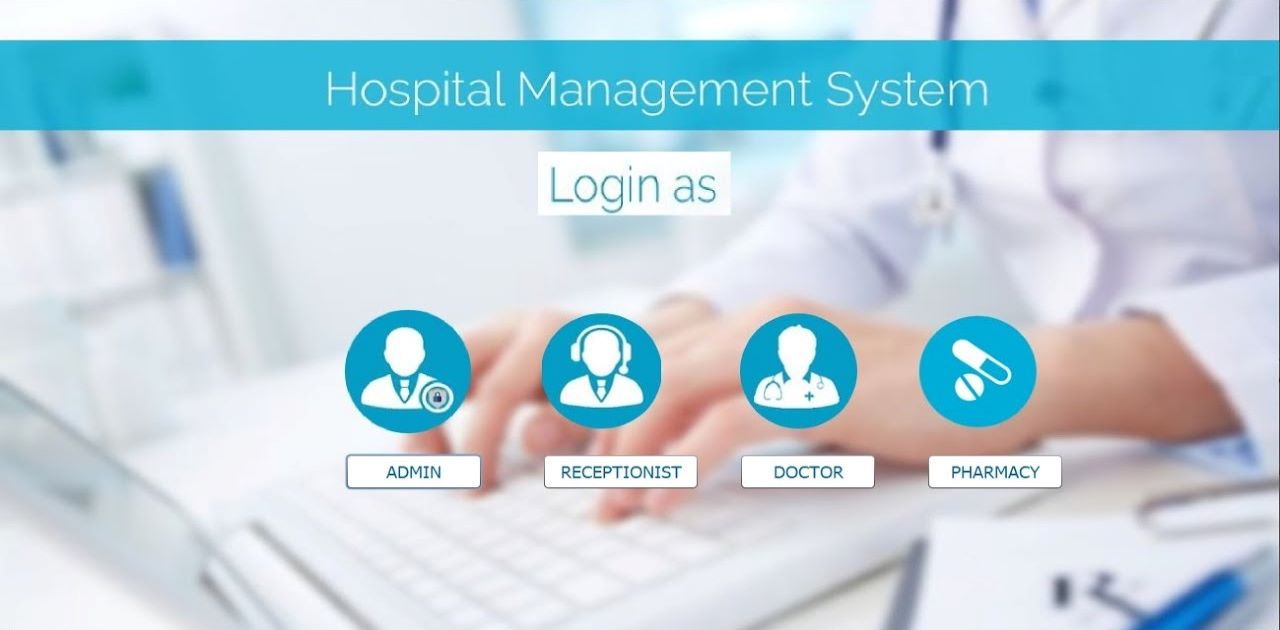 Hospital Management System
Login as
ADMIN
RECEPTIONIST
DOCTOR
PHARMACY